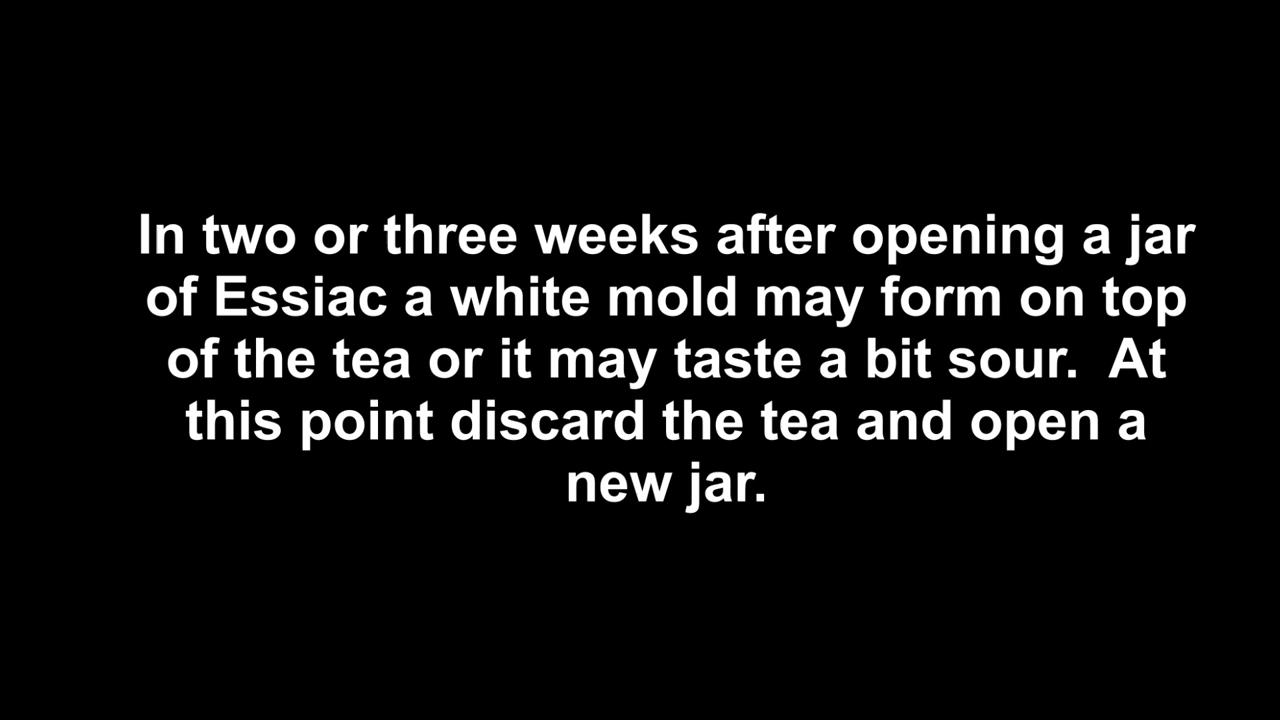 In two or three weeks after opening a jar
of Essiac a white mold may form on top
of the tea or it may taste a bit sour.  At
this point discard the tea and open a
new jar.